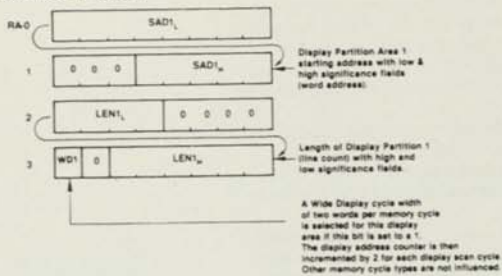 RA-0
SAD1L
1
0 0 0
SAD1H
Display Partition Area 1
starting address with low &
high significance fields
(word address).
2
LEN1L
0 0 0 0
3
WD1
0
LEN1H
Length of Display Partition 1
(line count) with high and
low significance fields.
A Wide Display cycle width
of two words per memory cycle
is selected for this display
area if this bit is set to a 1.
The display address counter is then
incremented by 2 for each display scan cycle.
Other memory cycle types are not influenced.